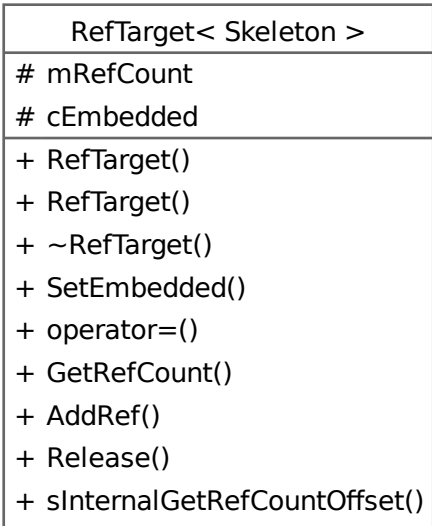 RefTarget< Skeleton >
# mRefCount
# cEmbedded
+ RefTarget()
+ RefTarget()
+ ~RefTarget()
+ SetEmbedded()
+ operator=()
+ GetRefCount()
+ AddRef()
+ Release()
+ sInternalGetRefCountOffset()